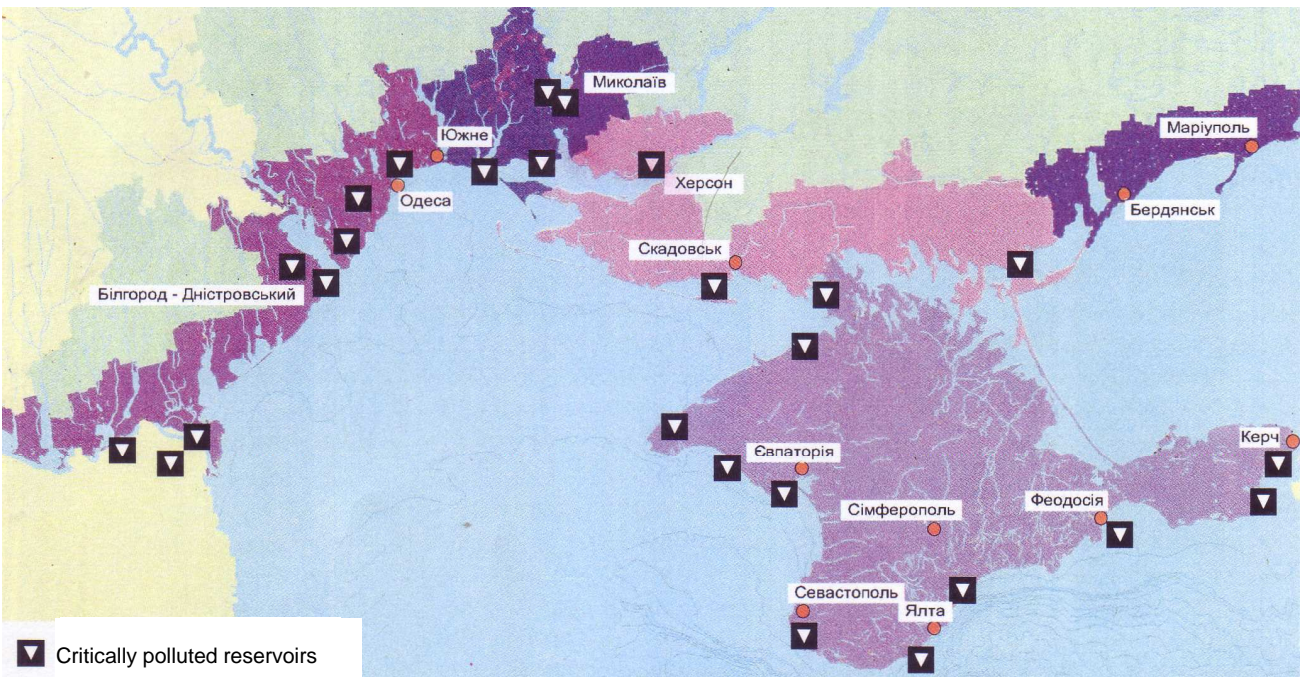 Миколаїв
Южне
Маріуполь
Херсон
Одеса
Бердянськ
Скадовськ
Білгород - Дністровський
Керч
Євпаторія
Феодосія
Сімферополь
Севастополь
Ялта
Critically polluted reservoirs